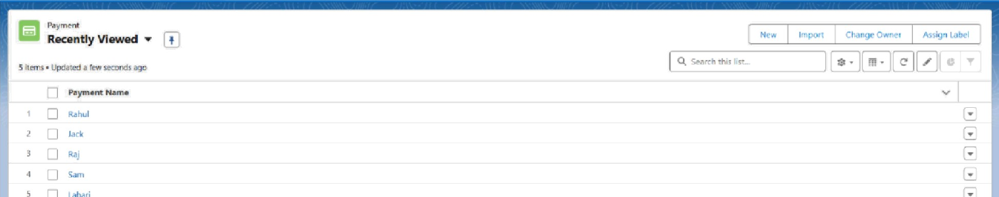 Payment
Recently Viewed
New Import Change Owner Assign Label
5 items • Updated a few seconds ago
Search this list...
Payment Name
1 Rahul
2 Jack
3 Raj
4 Sam
5 Lahari